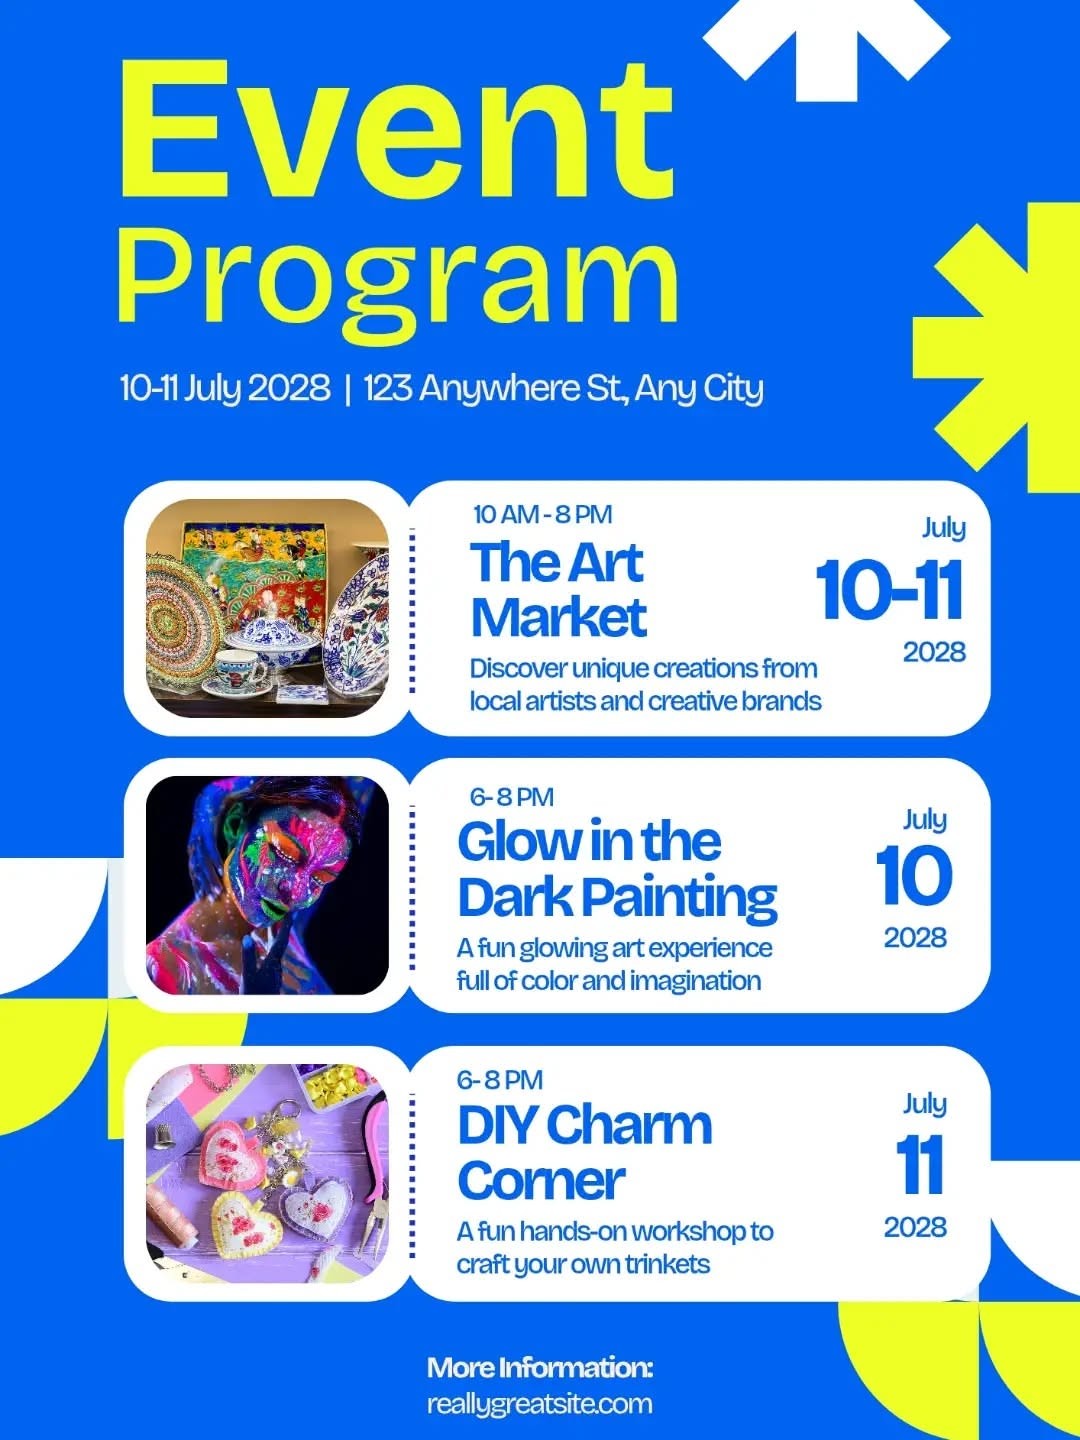 Event
Program
10-11 July 2028 | 123 Anywhere St., Any City
10 AM - 8 PM
The Art
Market
Discover unique creations from
local artists and creative brands
July
10-11
2028
6- 8 PM
Glow in the
Dark Painting
A fun glowing art experience
full of color and imagination
July
10
2028
6- 8 PM
DIY Charm
Corner
A fun hands-on workshop to
craft your own trinkets
July
11
2028
More Information:
reallygreatsite.com